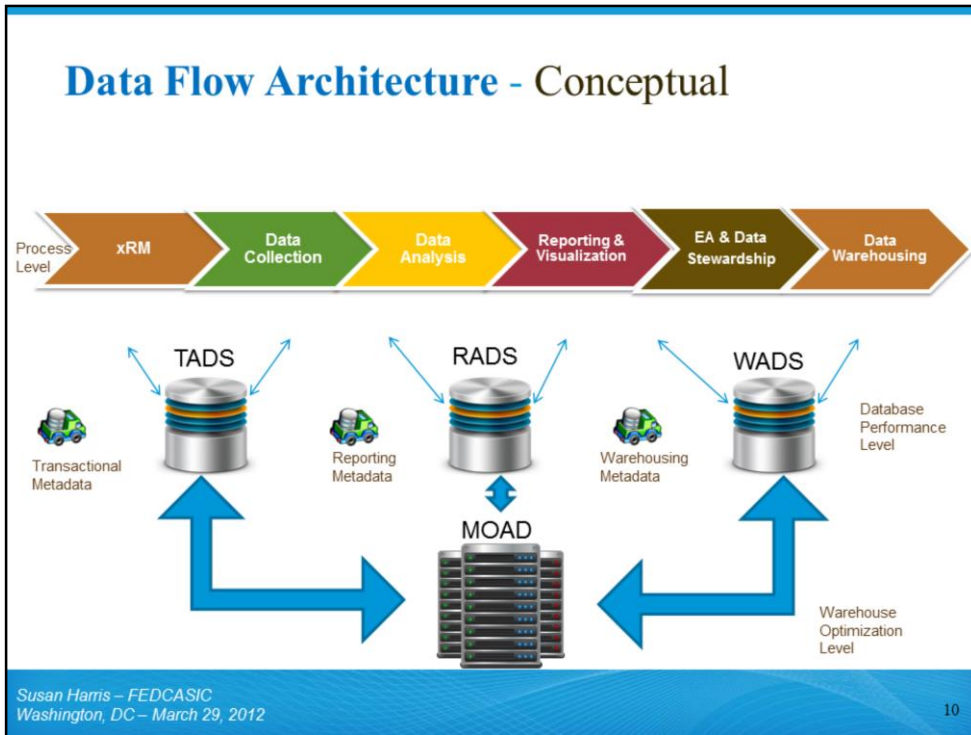 Data Flow Architecture - Conceptual
Process
Level
xRM
Data
Collection
Data
Analysis
Reporting &
Visualization
EA & Data
Stewardship
Data
Warehousing
TADS
RADS
WADS
Transactional
Metadata
Reporting
Metadata
Warehousing
Metadata
Database
Performance
Level
MOAD
Warehouse
Optimization
Level
Susan Harris – FEDCASIC
Washington, DC – March 29, 2012
10